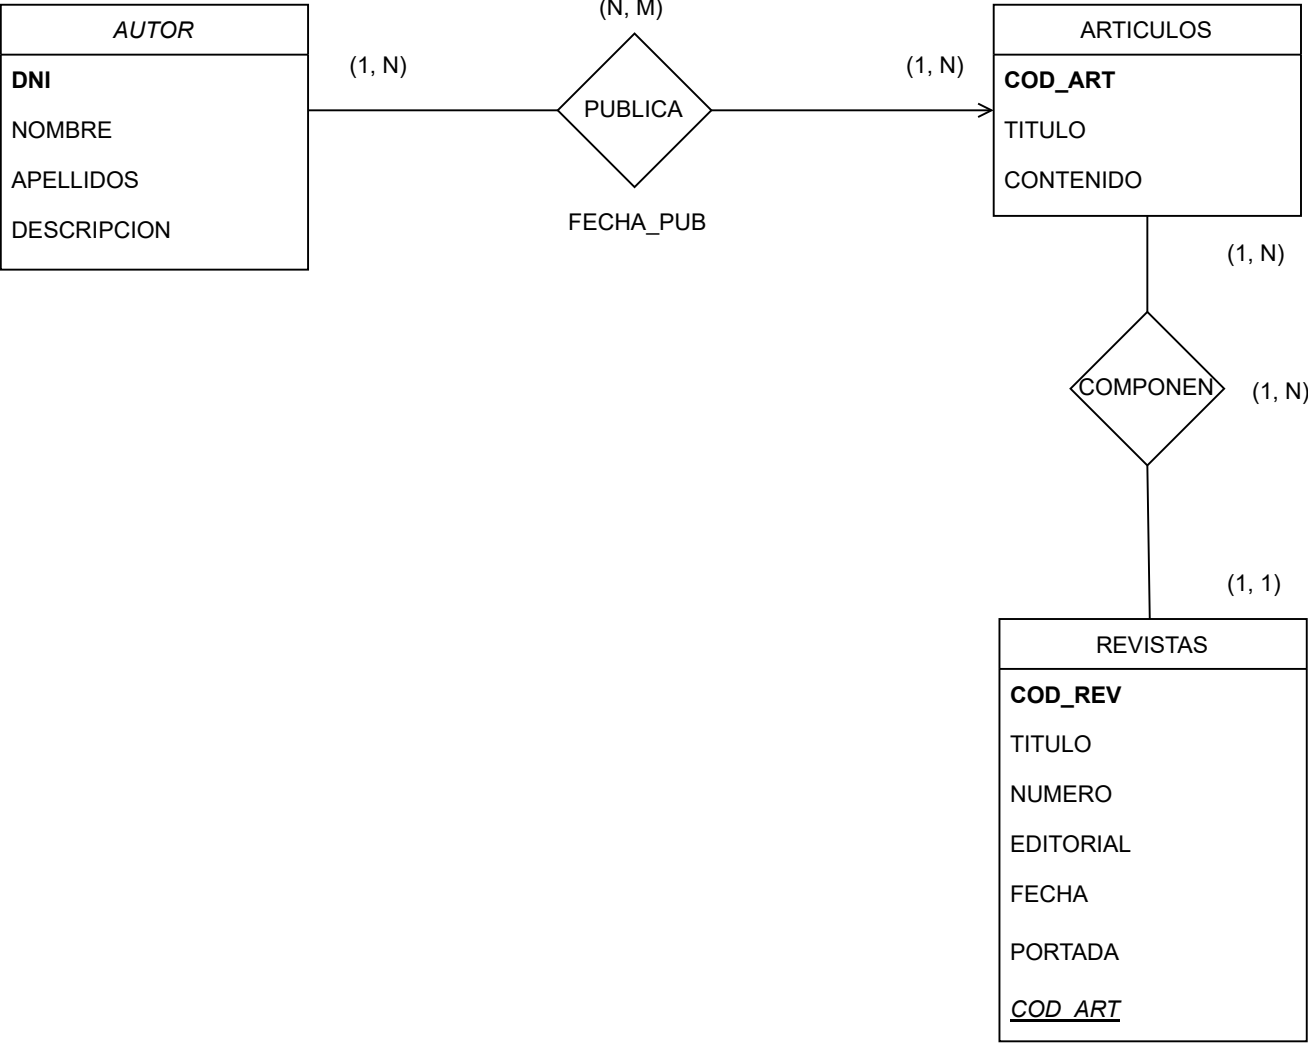 AUTOR
DNI
NOMBRE
APELLIDOS
DESCRIPCION
(1, N)
(N, M)
PUBLICA
FECHA_PUB
(1, N)
ARTICULOS
COD_ART
TITULO
CONTENIDO
(1, N)
COMPONEN
(1, N)
(1, 1)
REVISTAS
COD_REV
TITULO
NUMERO
EDITORIAL
FECHA
PORTADA
COD_ART